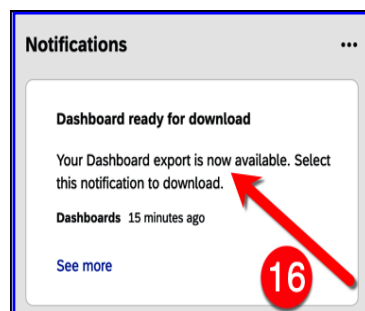 Notifications
Dashboard ready for download
Your Dashboard export is now available. Select
this notification to download.
Dashboards 15 minutes ago
See more
16